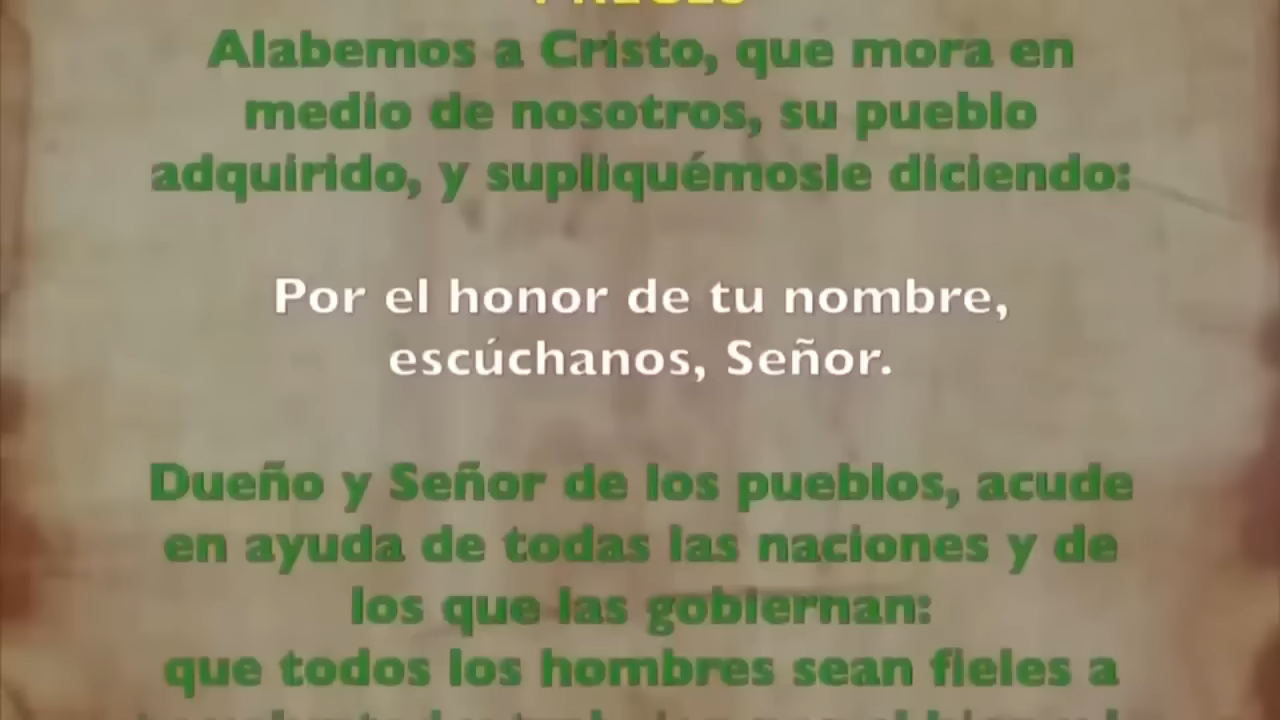 Alabemos a Cristo, que mora en
medio de nosotros, su pueblo
adquirido, y supliquémosle diciendo:
Por el honor de tu nombre,
escúchanos, Señor.
Dueño y Señor de los pueblos, acude
en ayuda de todas las naciones y de
los que las gobiernan:
que todos los hombres sean fieles a